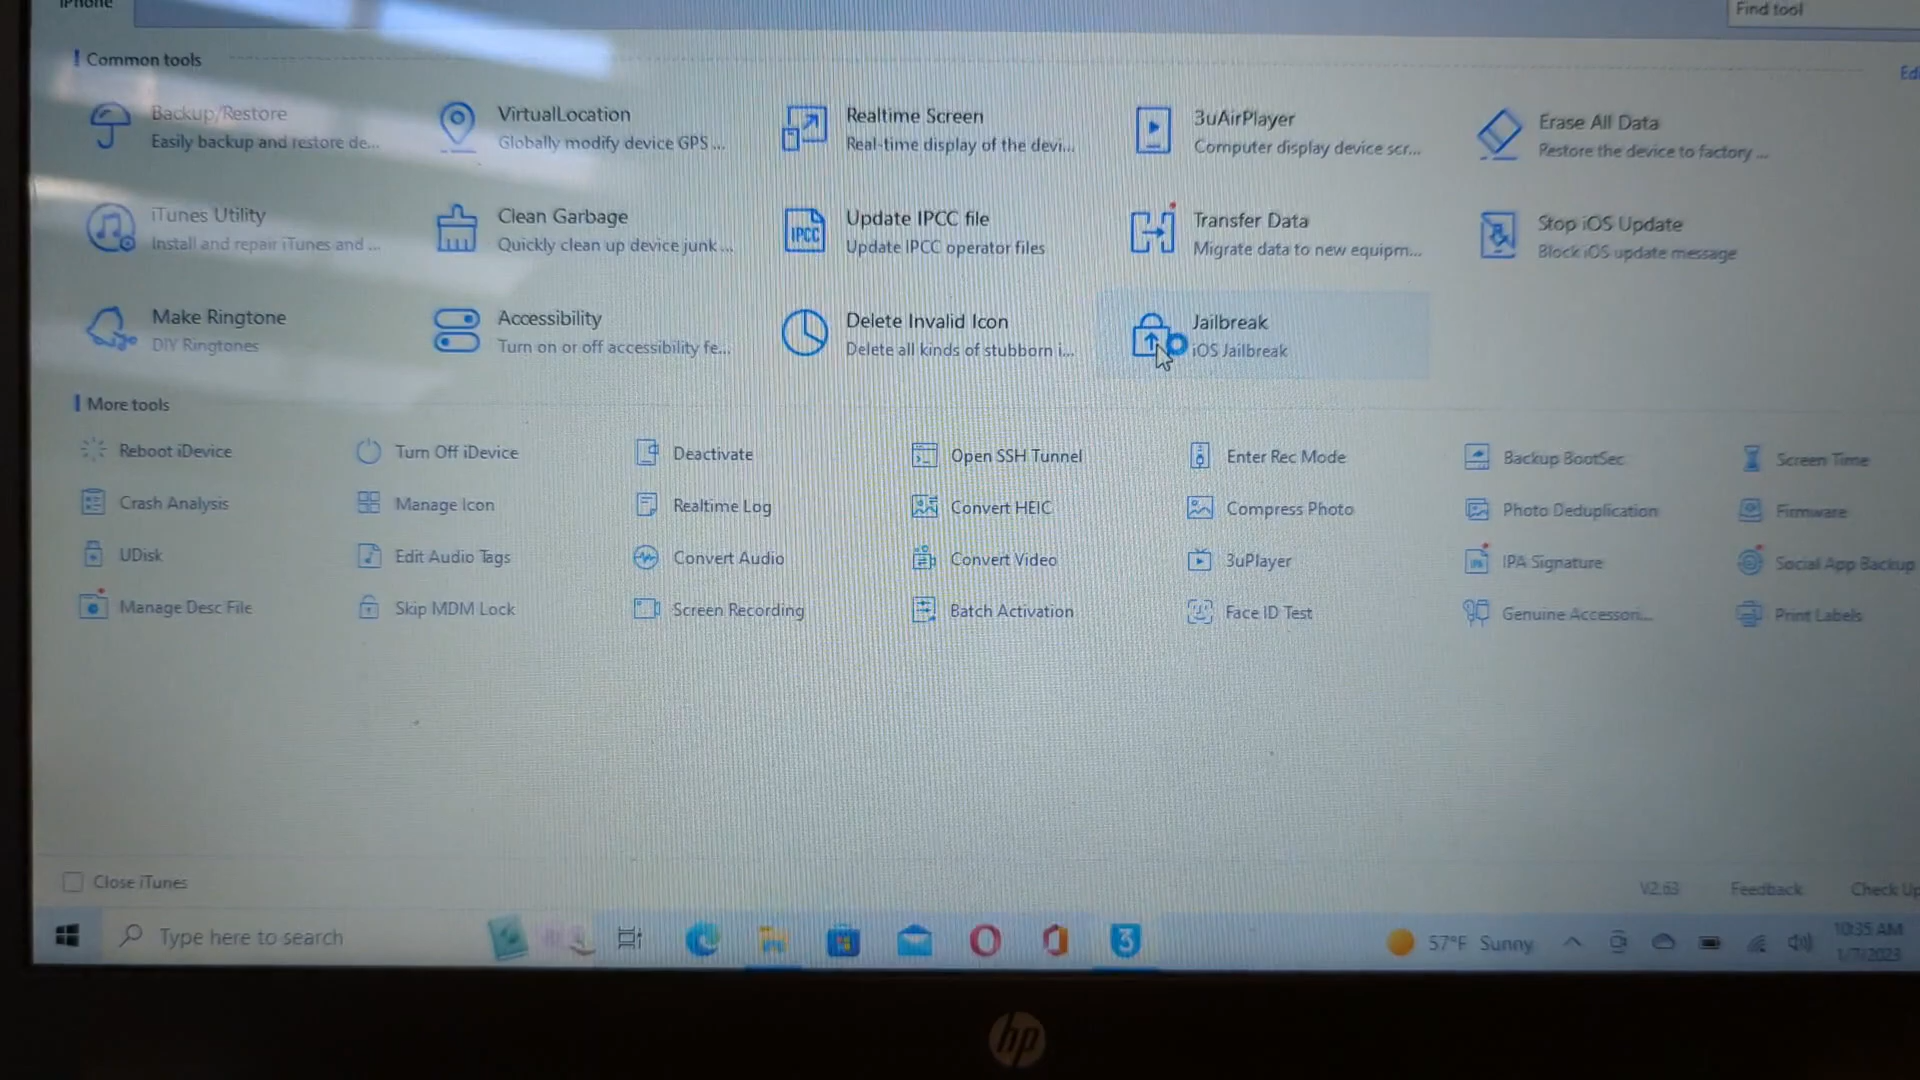 iPhone
Find tool
Common tools
Backup/Restore
Easily backup and restore de...
VirtualLocation
Globally modify device GPS ...
Realtime Screen
Real-time display of the devi...
3uAirPlayer
Computer display device scr...
Erase All Data
Restore the device to factory ...
iTunes Utility
Install and repair iTunes and ...
Clean Garbage
Quickly clean up device junk ...
IPCC
Update IPCC file
Update IPCC operator files
Transfer Data
Migrate data to new equipm...
Stop iOS Update
Block iOS update message
Make Ringtone
DIY Ringtones
Accessibility
Turn on or off accessibility fe...
Delete Invalid Icon
Delete all kinds of stubborn i...
Jailbreak
iOS Jailbreak
More tools
Reboot iDevice
Turn Off iDevice
Deactivate
Open SSH Tunnel
Enter Rec Mode
Backup BootSec
Screen Time
Crash Analysis
Manage Icon
Realtime Log
Convert HEIC
Compress Photo
Photo Deduplication
Firmware
UDisk
Edit Audio Tags
Convert Audio
Convert Video
3uPlayer
IPA Signature
Social App Backup
Manage Desc File
Skip MDM Lock
Screen Recording
Batch Activation
Face ID Test
Genuine Accessori...
Print Labels
Close iTunes
V2.63
Feedback
Check Up
Type here to search
3
57°F Sunny
10:35 AM
1/7/2023
hp